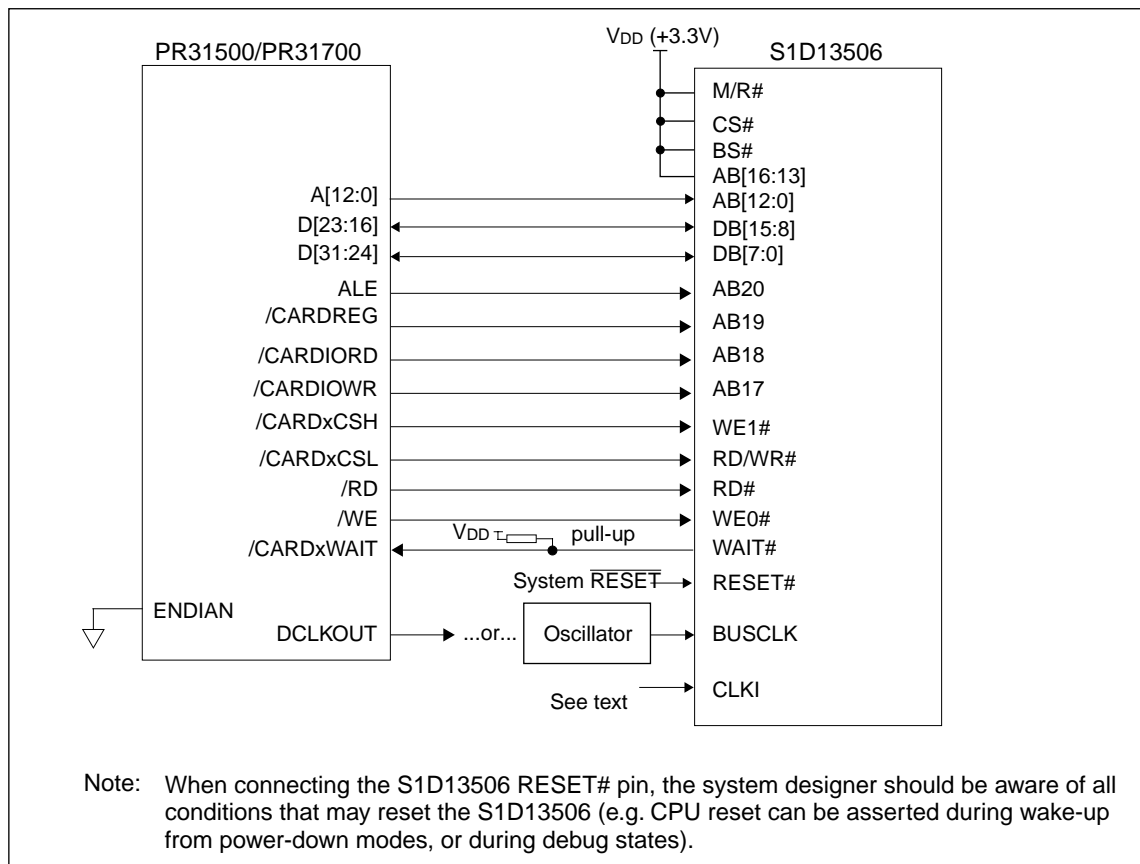 VDD (+3.3V)
PR31500/PR31700
S1D13506
M/R#
CS#
BS#
AB[16:13]
A[12:0] AB[12:0]
D[23:16] DB[15:8]
D[31:24] DB[7:0]
ALE AB20
/CARDREG AB19
/CARDIORD AB18
/CARDIOWR AB17
/CARDxCSH WE1#
/CARDxCSL RD/WR#
/RD RD#
/WE WE0#
VDD pull-up
/CARDxWAIT WAIT#
System RESET RESET#
ENDIAN
DCLKOUT ...or... Oscillator BUSCLK
See text CLKI
Note: When connecting the S1D13506 RESET# pin, the system designer should be aware of all
conditions that may reset the S1D13506 (e.g. CPU reset can be asserted during wake-up
from power-down modes, or during debug states).